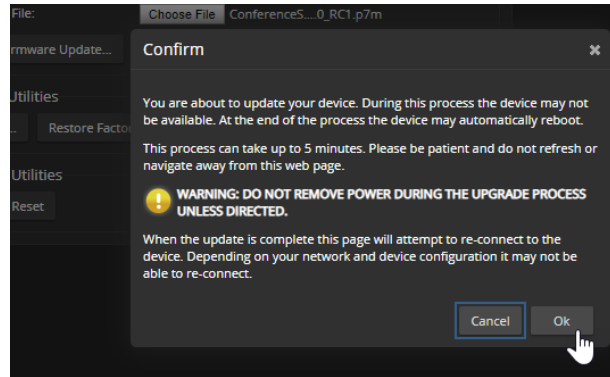 File:
Choose File ConferenceS....0_RC1.p7m
rmware Update...
Confirm
You are about to update your device. During this process the device may not
be available. At the end of the process the device may automatically reboot.
This process can take up to 5 minutes. Please be patient and do not refresh or
navigate away from this web page.
WARNING: DO NOT REMOVE POWER DURING THE UPGRADE PROCESS
UNLESS DIRECTED.
When the update is complete this page will attempt to re-connect to the
device. Depending on your network and device configuration it may not be
able to re-connect.
Cancel Ok
Utilities
.. Restore Facto
Utilities
Reset